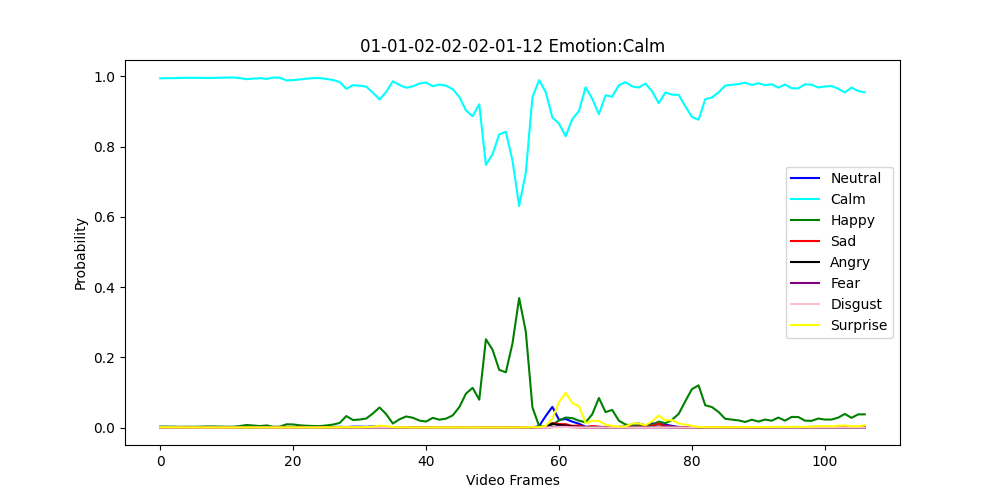 01-01-02-02-02-01-12 Emotion:Calm
1.0
0.8
0.6
0.4
0.2
0.0
Probability
0
20
40
60
80
100
Video Frames
Neutral
Calm
Happy
Sad
Angry
Fear
Disgust
Surprise